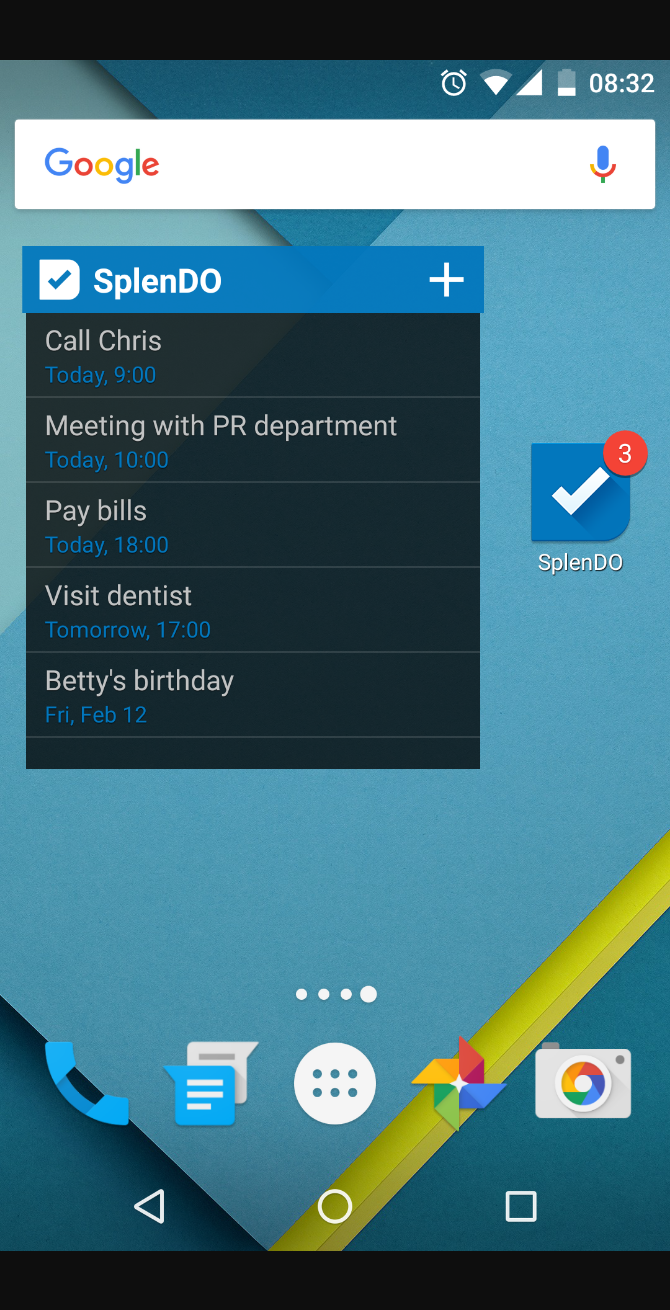 08:32
Google
SplenDO
Call Chris
Today, 9:00
Meeting with PR department
Today, 10:00
Pay bills
Today, 18:00
Visit dentist
Tomorrow, 17:00
Betty's birthday
Fri, Feb 12
3
SplenDO